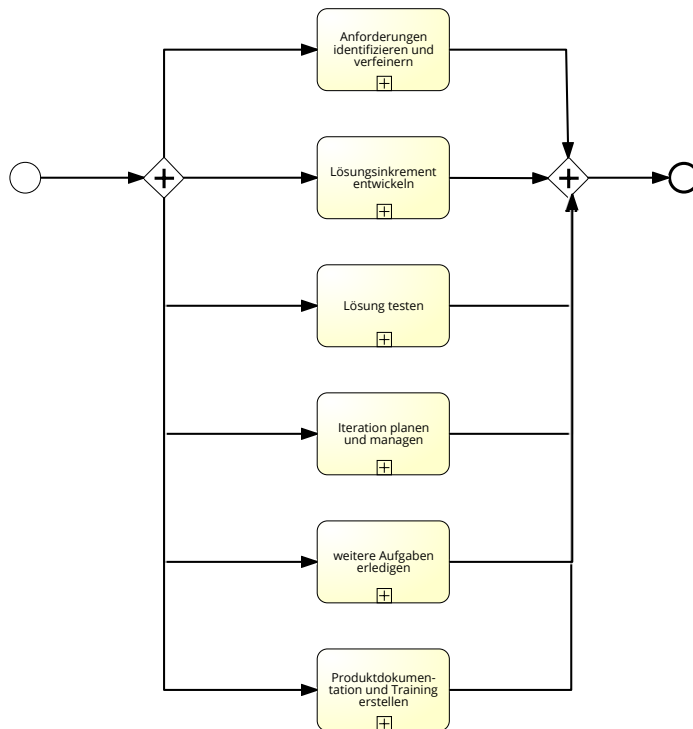 Anforderungen
identifizieren und
verfeinern
Lösungsinkrement
entwickeln
Lösung testen
Iteration planen
und managen
weitere Aufgaben
erledigen
Produktdokumen-
tation und Training
erstellen